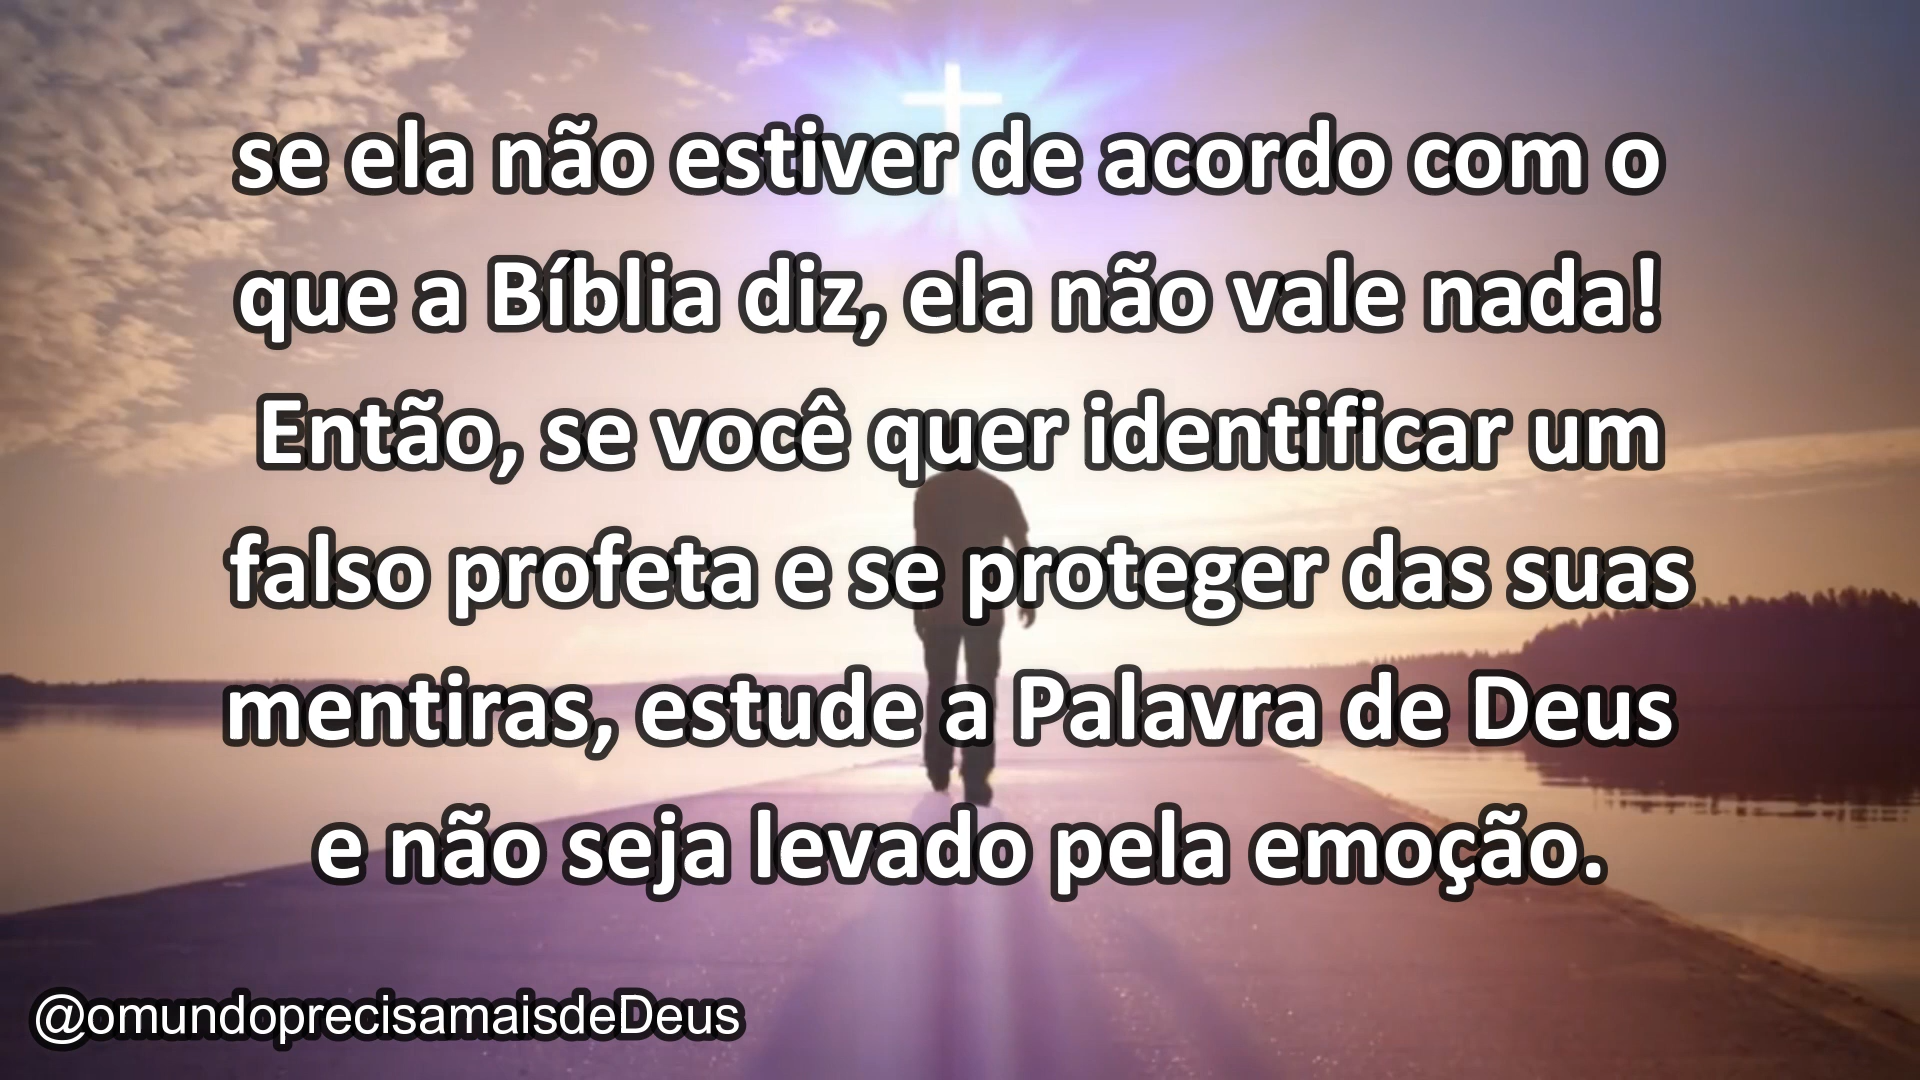 se ela não estiver de acordo com o
que a Bíblia diz, ela não vale nada!
Então, se você quer identificar um
falso profeta e se proteger das suas
mentiras, estude a Palavra de Deus
e não seja levado pela emoção.
@omundoprecisamaisdeDeus